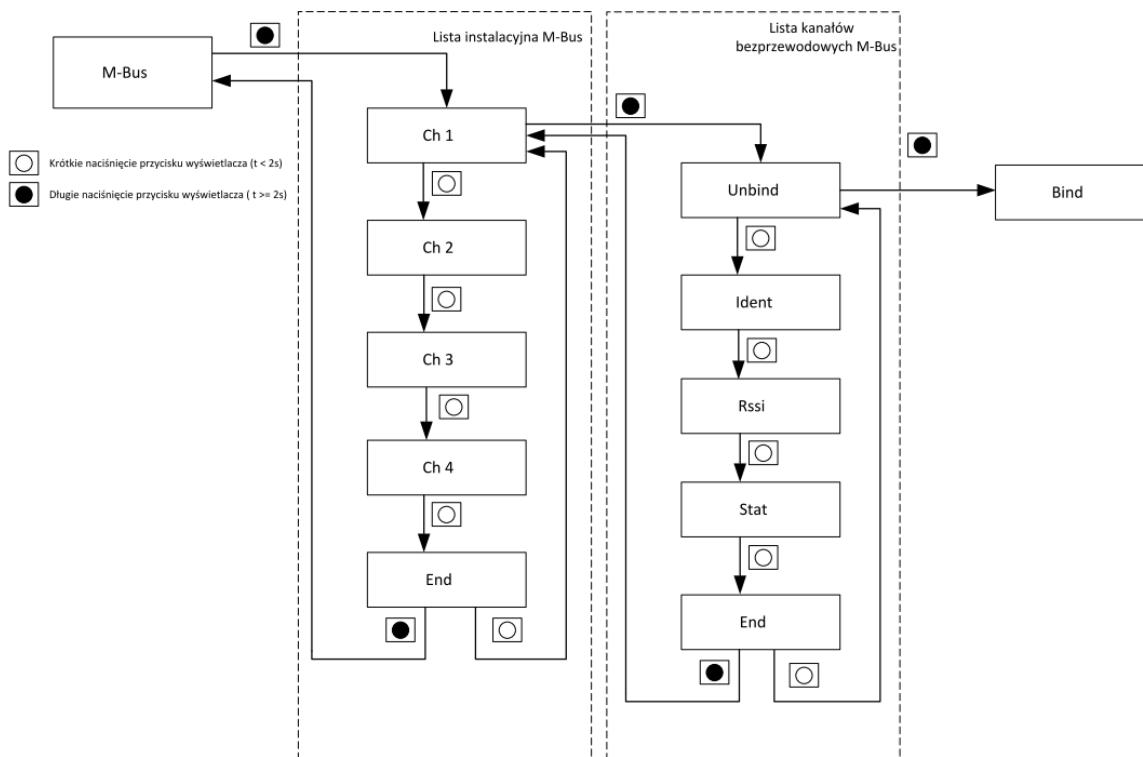 Lista instalacyjna M-Bus
Lista kanałów
bezprzewodowych M-Bus
M-Bus
Ch 1
Krótkie naciśnięcie przycisku wyświetlacza (t < 2s)
Długie naciśnięcie przycisku wyświetlacza ( t >= 2s)
Unbind
Bind
Ch 2
Ident
Ch 3
Rssi
Ch 4
Stat
End
End